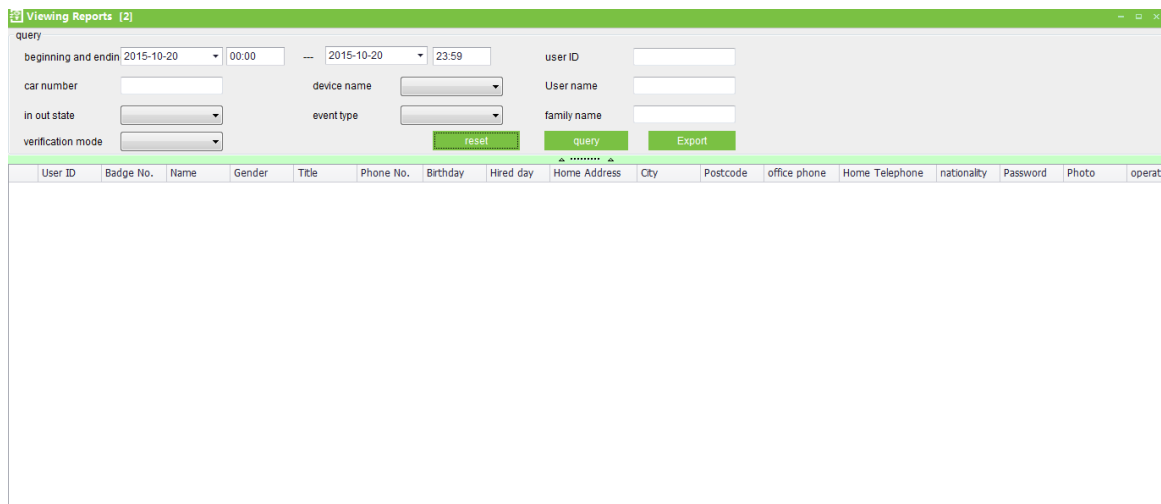 Viewing Reports [2]
query
beginning and endin 2015-10-20 00:00 --- 2015-10-20 23:59 user ID
car number device name User name
in out state event type family name
verification mode reset query Export
User ID Badge No. Name Gender Title Phone No. Birthday Hired day Home Address City Postcode office phone Home Telephone nationality Password Photo operat